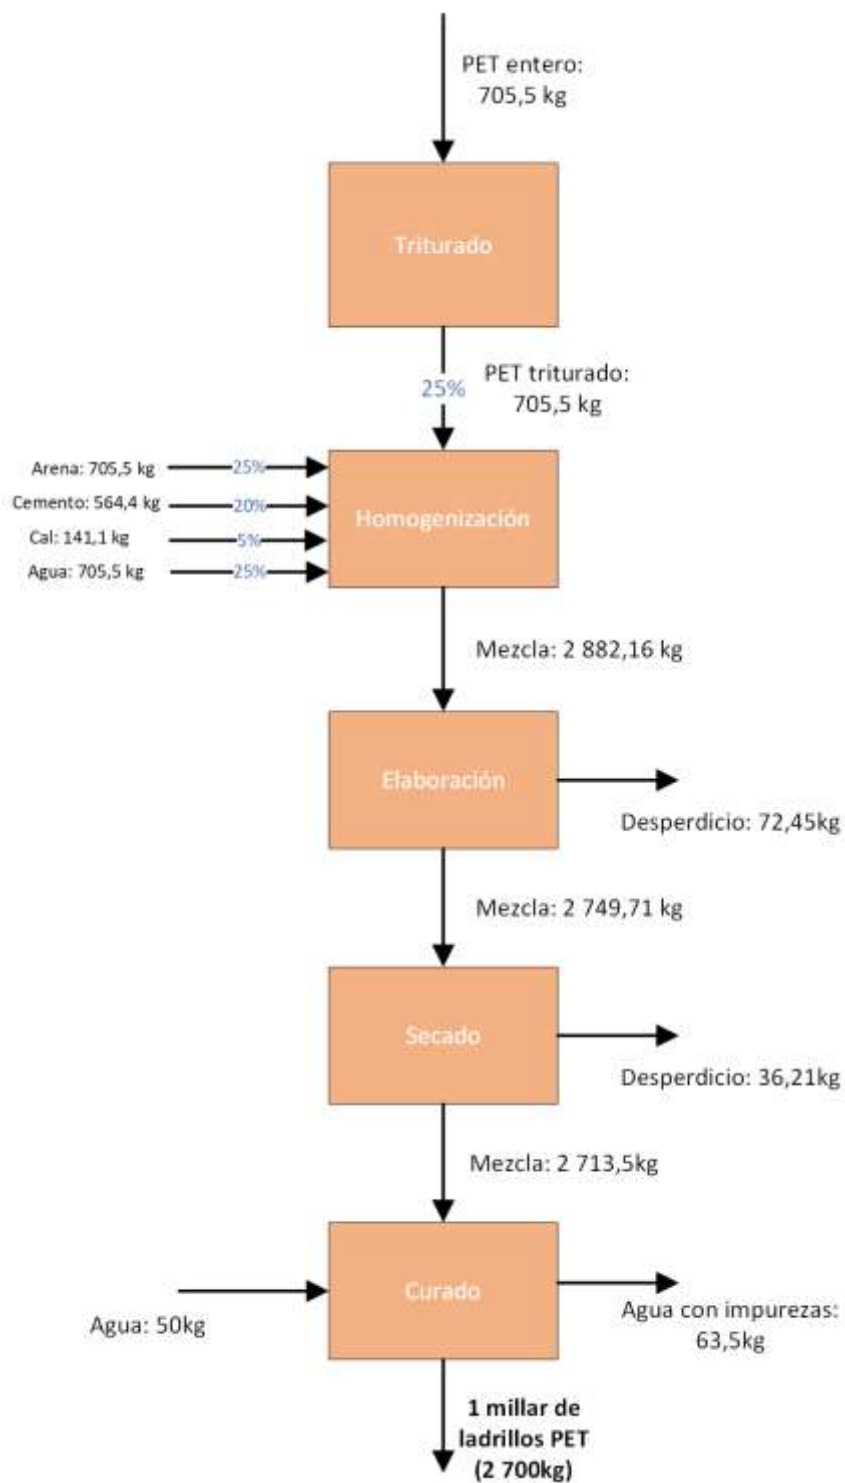 PET entero:
705,5 kg
Triturado
25%
PET triturado:
705,5 kg
Arena: 705,5 kg
25%
Cemento: 564,4 kg
20%
Cal: 141,1 kg
5%
Agua: 705,5 kg
25%
Homogenización
Mezcla: 2 882,16 kg
Elaboración
Desperdicio: 72,45kg
Mezcla: 2 749,71 kg
Secado
Desperdicio: 36,21kg
Mezcla: 2 713,5kg
Agua: 50kg
Curado
Agua con impurezas:
63,5kg
1 millar de
ladrillos PET
(2 700kg)